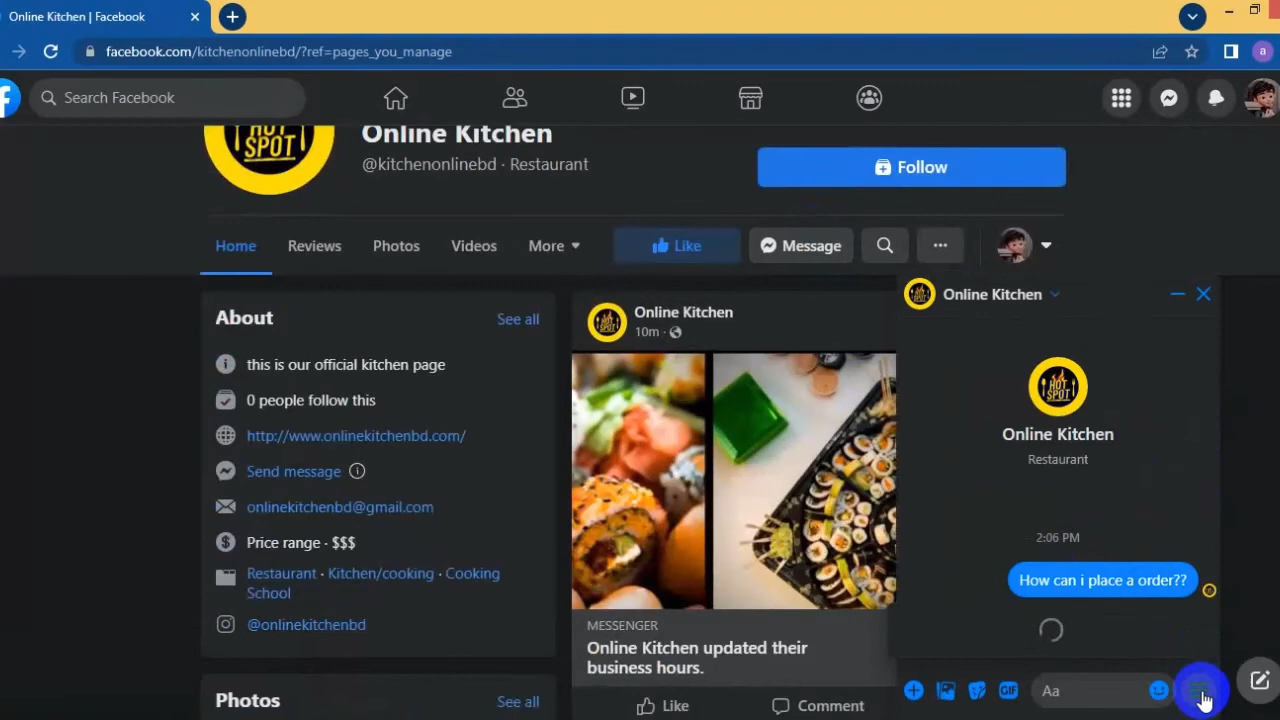 Online Kitchen | Facebook
facebook.com/kitchenonlinebd/?ref=pages_you_manage
a
Search Facebook
HOT
SPOT
Online Kitchen
@kitchenonlinebd · Restaurant
Follow
Home
Reviews
Photos
Videos
More
Like
Message
About
See all
this is our official kitchen page
0 people follow this
http://www.onlinekitchenbd.com/
Send message
onlinekitchenbd@gmail.com
Price range · $$$
Restaurant · Kitchen/cooking · Cooking
School
@onlinekitchenbd
Photos
See all
Online Kitchen
10m ·
MESSENGER
Online Kitchen updated their
business hours.
Like
Comment
Online Kitchen
HOT
SPOT
Online Kitchen
Restaurant
2:06 PM
How can i place a order??
GIF
Aa